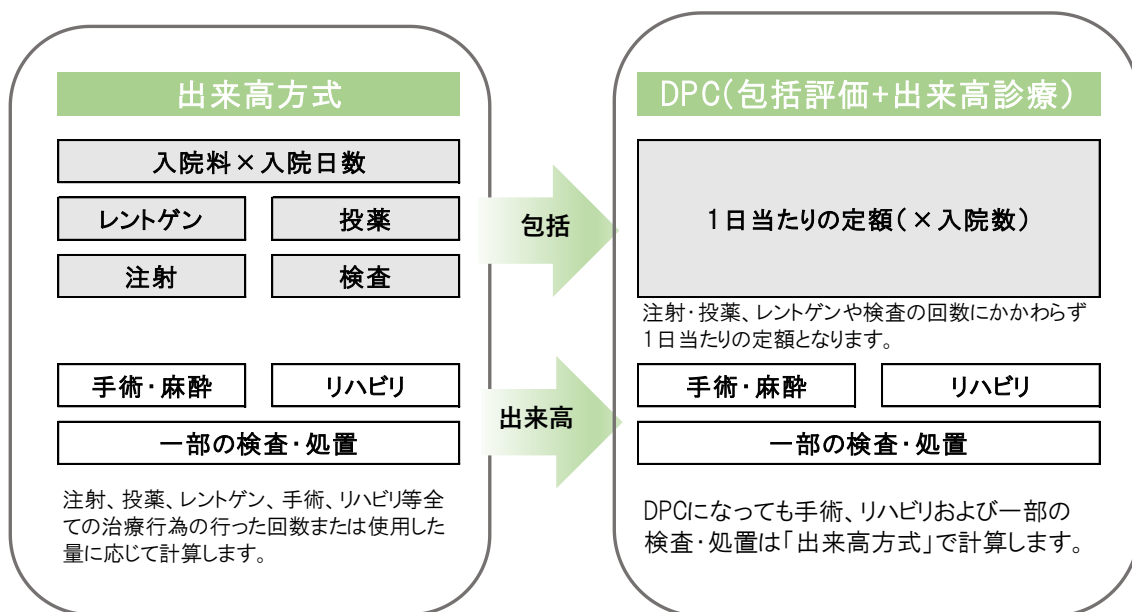 出来高方式
入院料×入院日数
レントゲン
投薬
注射
検査
手術・麻酔
リハビリ
一部の検査・処置
注射、投薬、レントゲン、手術、リハビリ等全
ての治療行為の行った回数または使用した
量に応じて計算します。
包括
出来高
DPC(包括評価+出来高診療)
1日当たりの定額(×入院数)
注射・投薬、レントゲンや検査の回数にかかわらず
1日当たりの定額となります。
手術・麻酔
リハビリ
一部の検査・処置
DPCになっても手術、リハビリおよび一部の
検査・処置は「出来高方式」で計算します。